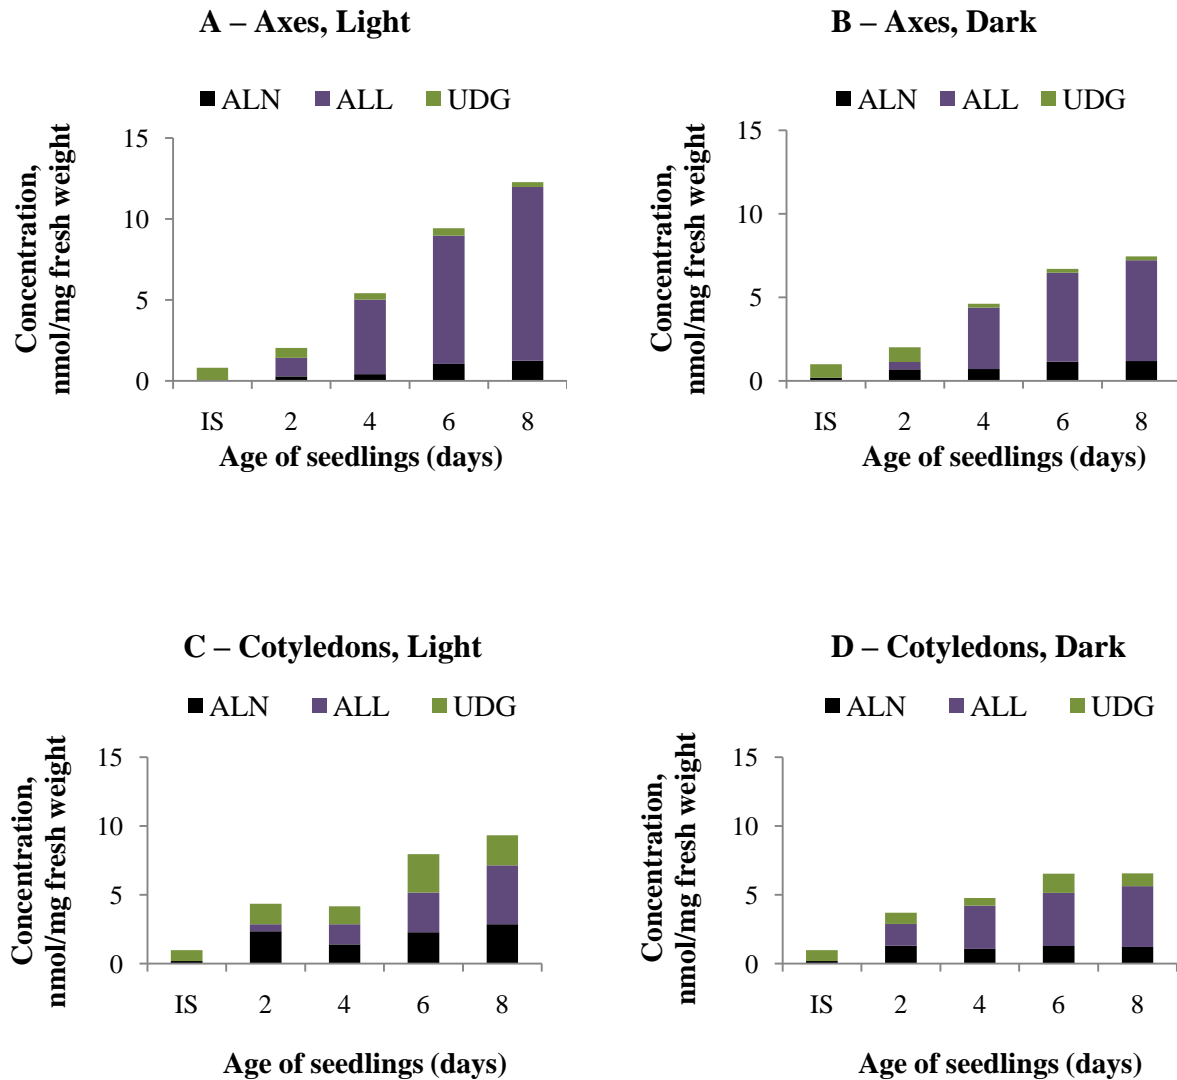 A – Axes, Light
ALN ALL UDG
Concentration,
nmol/mg fresh weight
15
10
5
0
IS 2 4 6 8
Age of seedlings (days)
B – Axes, Dark
ALN ALL UDG
Concentration,
nmol/mg fresh weight
15
10
5
0
IS 2 4 6 8
Age of seedlings (days)
C – Cotyledons, Light
ALN ALL UDG
Concentration,
nmol/mg fresh weight
15
10
5
0
IS 2 4 6 8
Age of seedlings (days)
D – Cotyledons, Dark
ALN ALL UDG
Concentration,
nmol/mg fresh weight
15
10
5
0
IS 2 4 6 8
Age of seedlings (days)